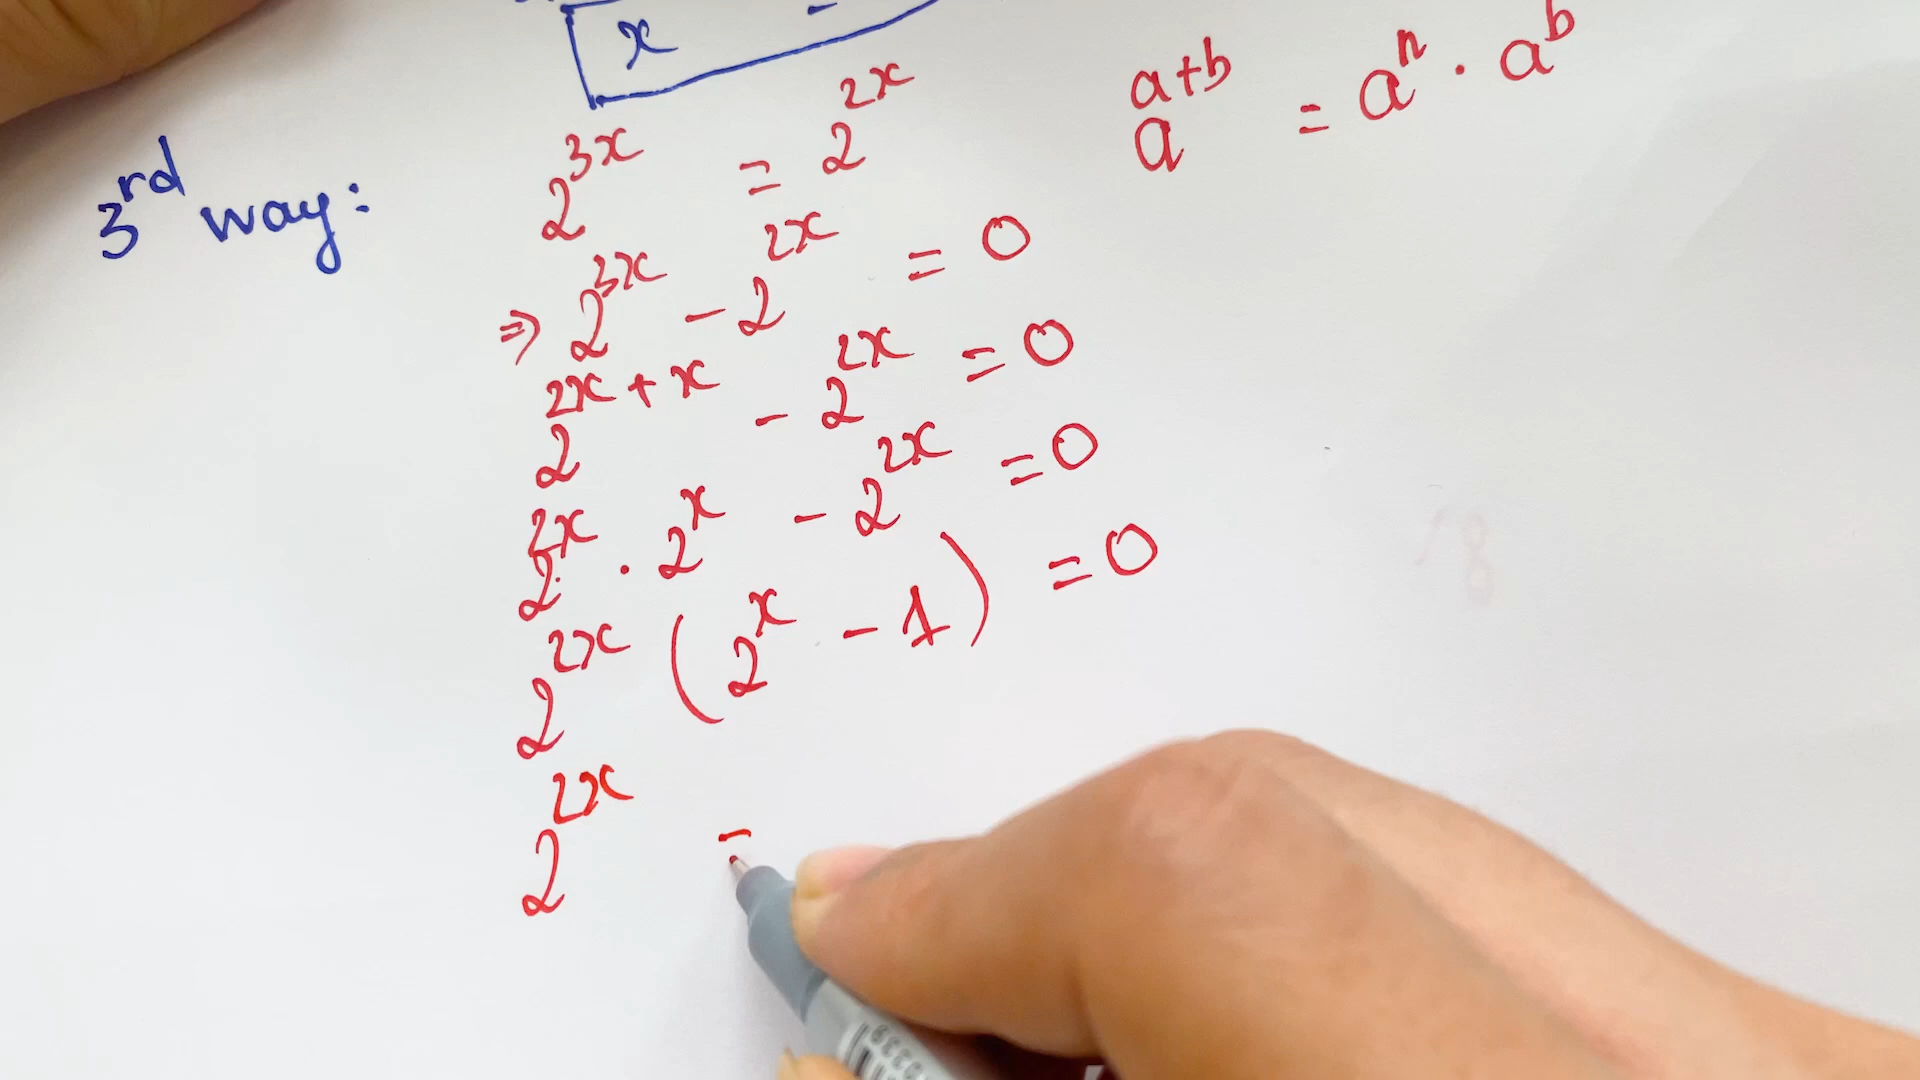 x -
3rd way:
2^3x = 2^2x
a^a+b = a^n · a^b
=> 2^3x - 2^2x = 0
2^2x+x - 2^2x = 0
2^2x · 2^x - 2^2x = 0
2^2x (2^x - 1) = 0
2^2x =